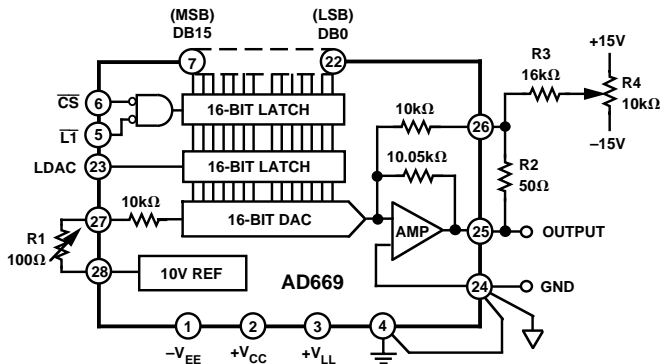 (MSB)
DB15
(LSB)
DB0
7
22
+15V
R3
16kΩ
R4
10kΩ
–15V
CS
6
16-BIT LATCH
10kΩ
26
L1
5
LDAC
23
16-BIT LATCH
10.05kΩ
R2
50Ω
27
10kΩ
16-BIT DAC
AMP
25
OUTPUT
R1
100Ω
28
10V REF
AD669
24
GND
1
2
3
4
–VEE
+VCC
+VLL